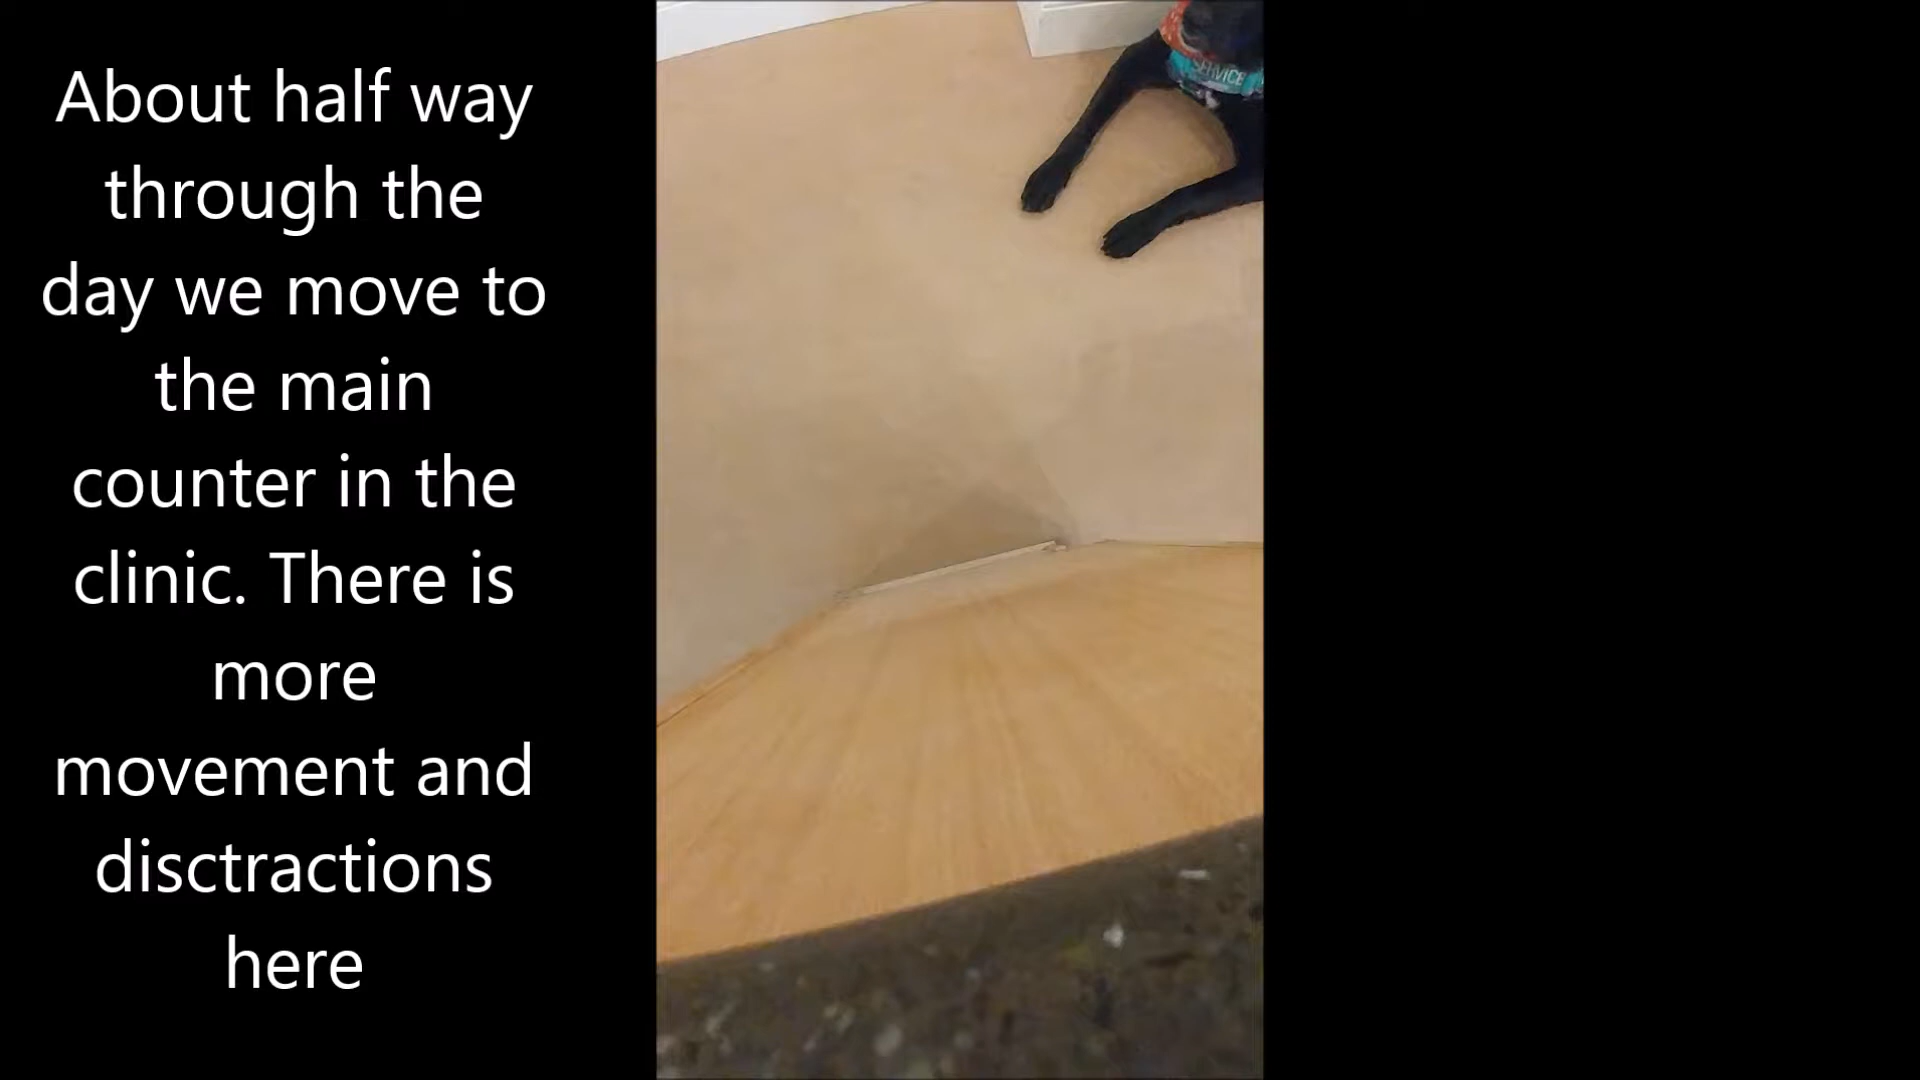 About half way
through the
day we move to
the main
counter in the
clinic. There is
more
movement and
disctractions
here
SERVICE